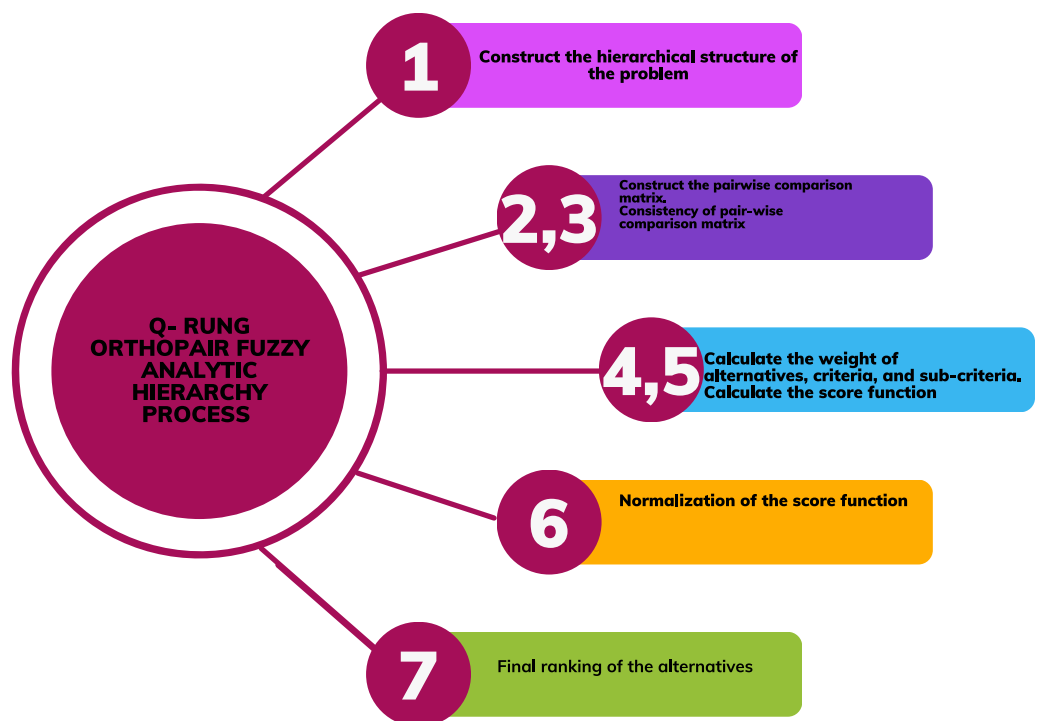 1
Construct the hierarchical structure of
the problem
2,3
Construct the pairwise comparison
matrix.
Consistency of pair-wise
comparison matrix
Q- RUNG
ORTHOPAIR FUZZY
ANALYTIC
HIERARCHY
PROCESS
4,5
Calculate the weight of
alternatives, criteria, and sub-criteria.
Calculate the score function
6
Normalization of the score function
7
Final ranking of the alternatives